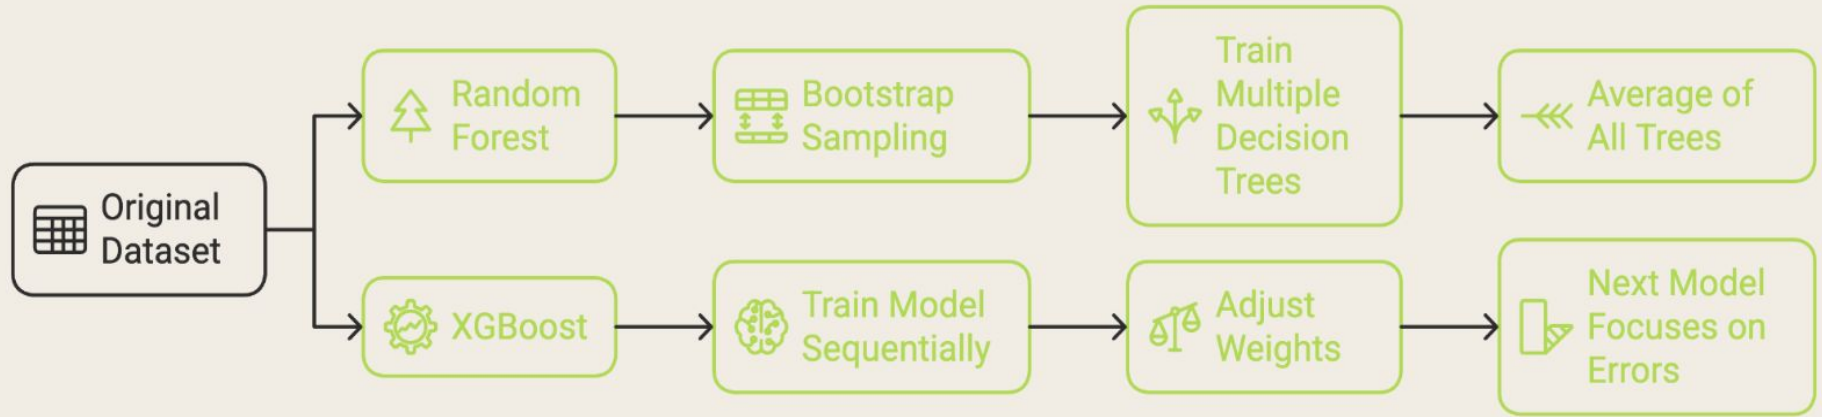 Original
Dataset
Random
Forest
Bootstrap
Sampling
Train
Multiple
Decision
Trees
Average of
All Trees
XGBoost
Train Model
Sequentially
Adjust
Weights
Next Model
Focuses on
Errors